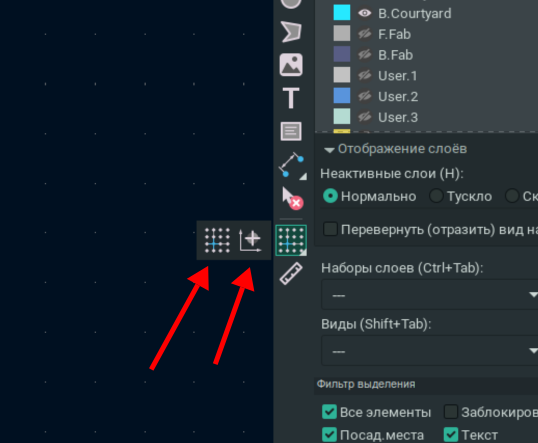 B.Courtyard
F.Fab
B.Fab
User.1
User.2
User.3
T
Отображение слоёв
Неактивные слои (H):
Нормально Тускло Ск
Перевернуть (отразить) вид на
Наборы слоев (Ctrl+Tab):
---
Виды (Shift+Tab):
---
Фильтр выделения
Все элементы Заблокиров
Посад.места Текст